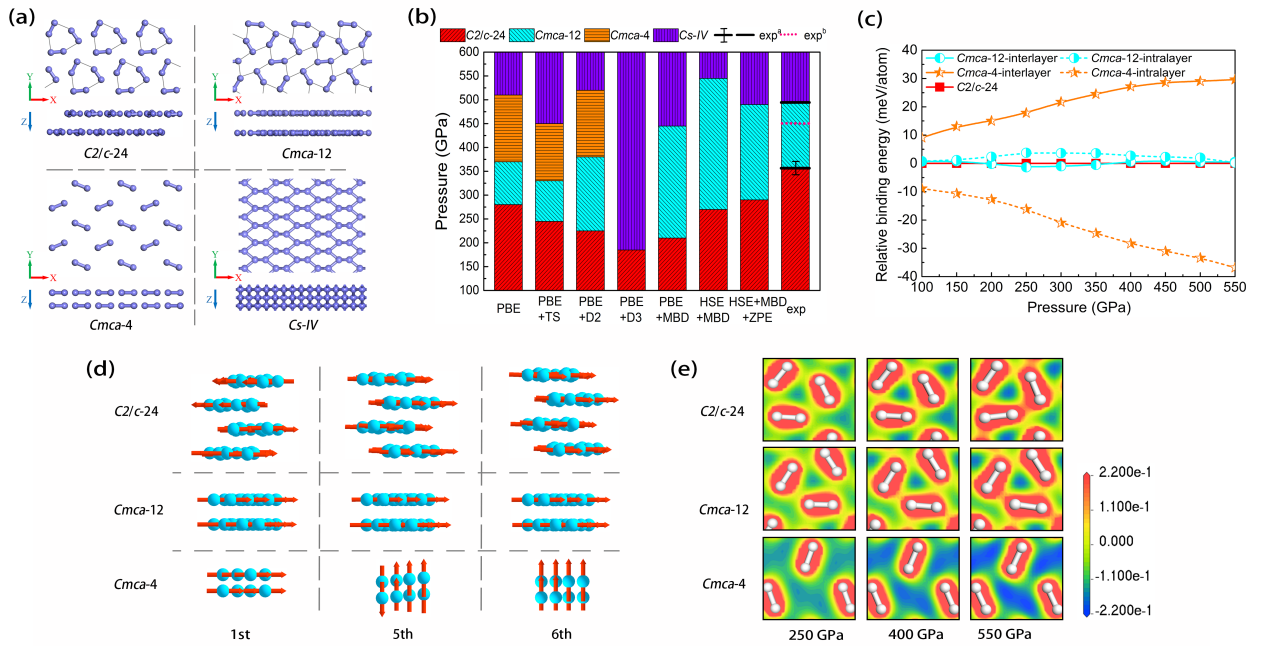 (a)
Y
X
Z
C2/c-24
Y
X
Z
Cmca-12
Y
X
Z
Cmca-4
Y
X
Z
Cs-IV
(b)
C2/c-24 Cmca-12 Cmca-4 Cs-IV expᵃ expᵇ
Pressure (GPa)
600
550
500
450
400
350
300
250
200
150
100
PBE
PBE +TS
PBE +D2
PBE +D3
PBE +MBD
HSE +MBD
HSE+MBD +ZPE
exp
(c)
Cmca-12-interlayer Cmca-12-intralayer
Cmca-4-interlayer Cmca-4-intralayer
C2/c-24
Relative binding energy (meV/atom)
40
30
20
10
0
-10
-20
-30
-40
100 150 200 250 300 350 400 450 500 550
Pressure (GPa)
(d)
C2/c-24
Cmca-12
Cmca-4
1st 5th 6th
(e)
C2/c-24
Cmca-12
Cmca-4
250 GPa 400 GPa 550 GPa
2.200e-1
1.100e-1
0.000
-1.100e-1
-2.200e-1